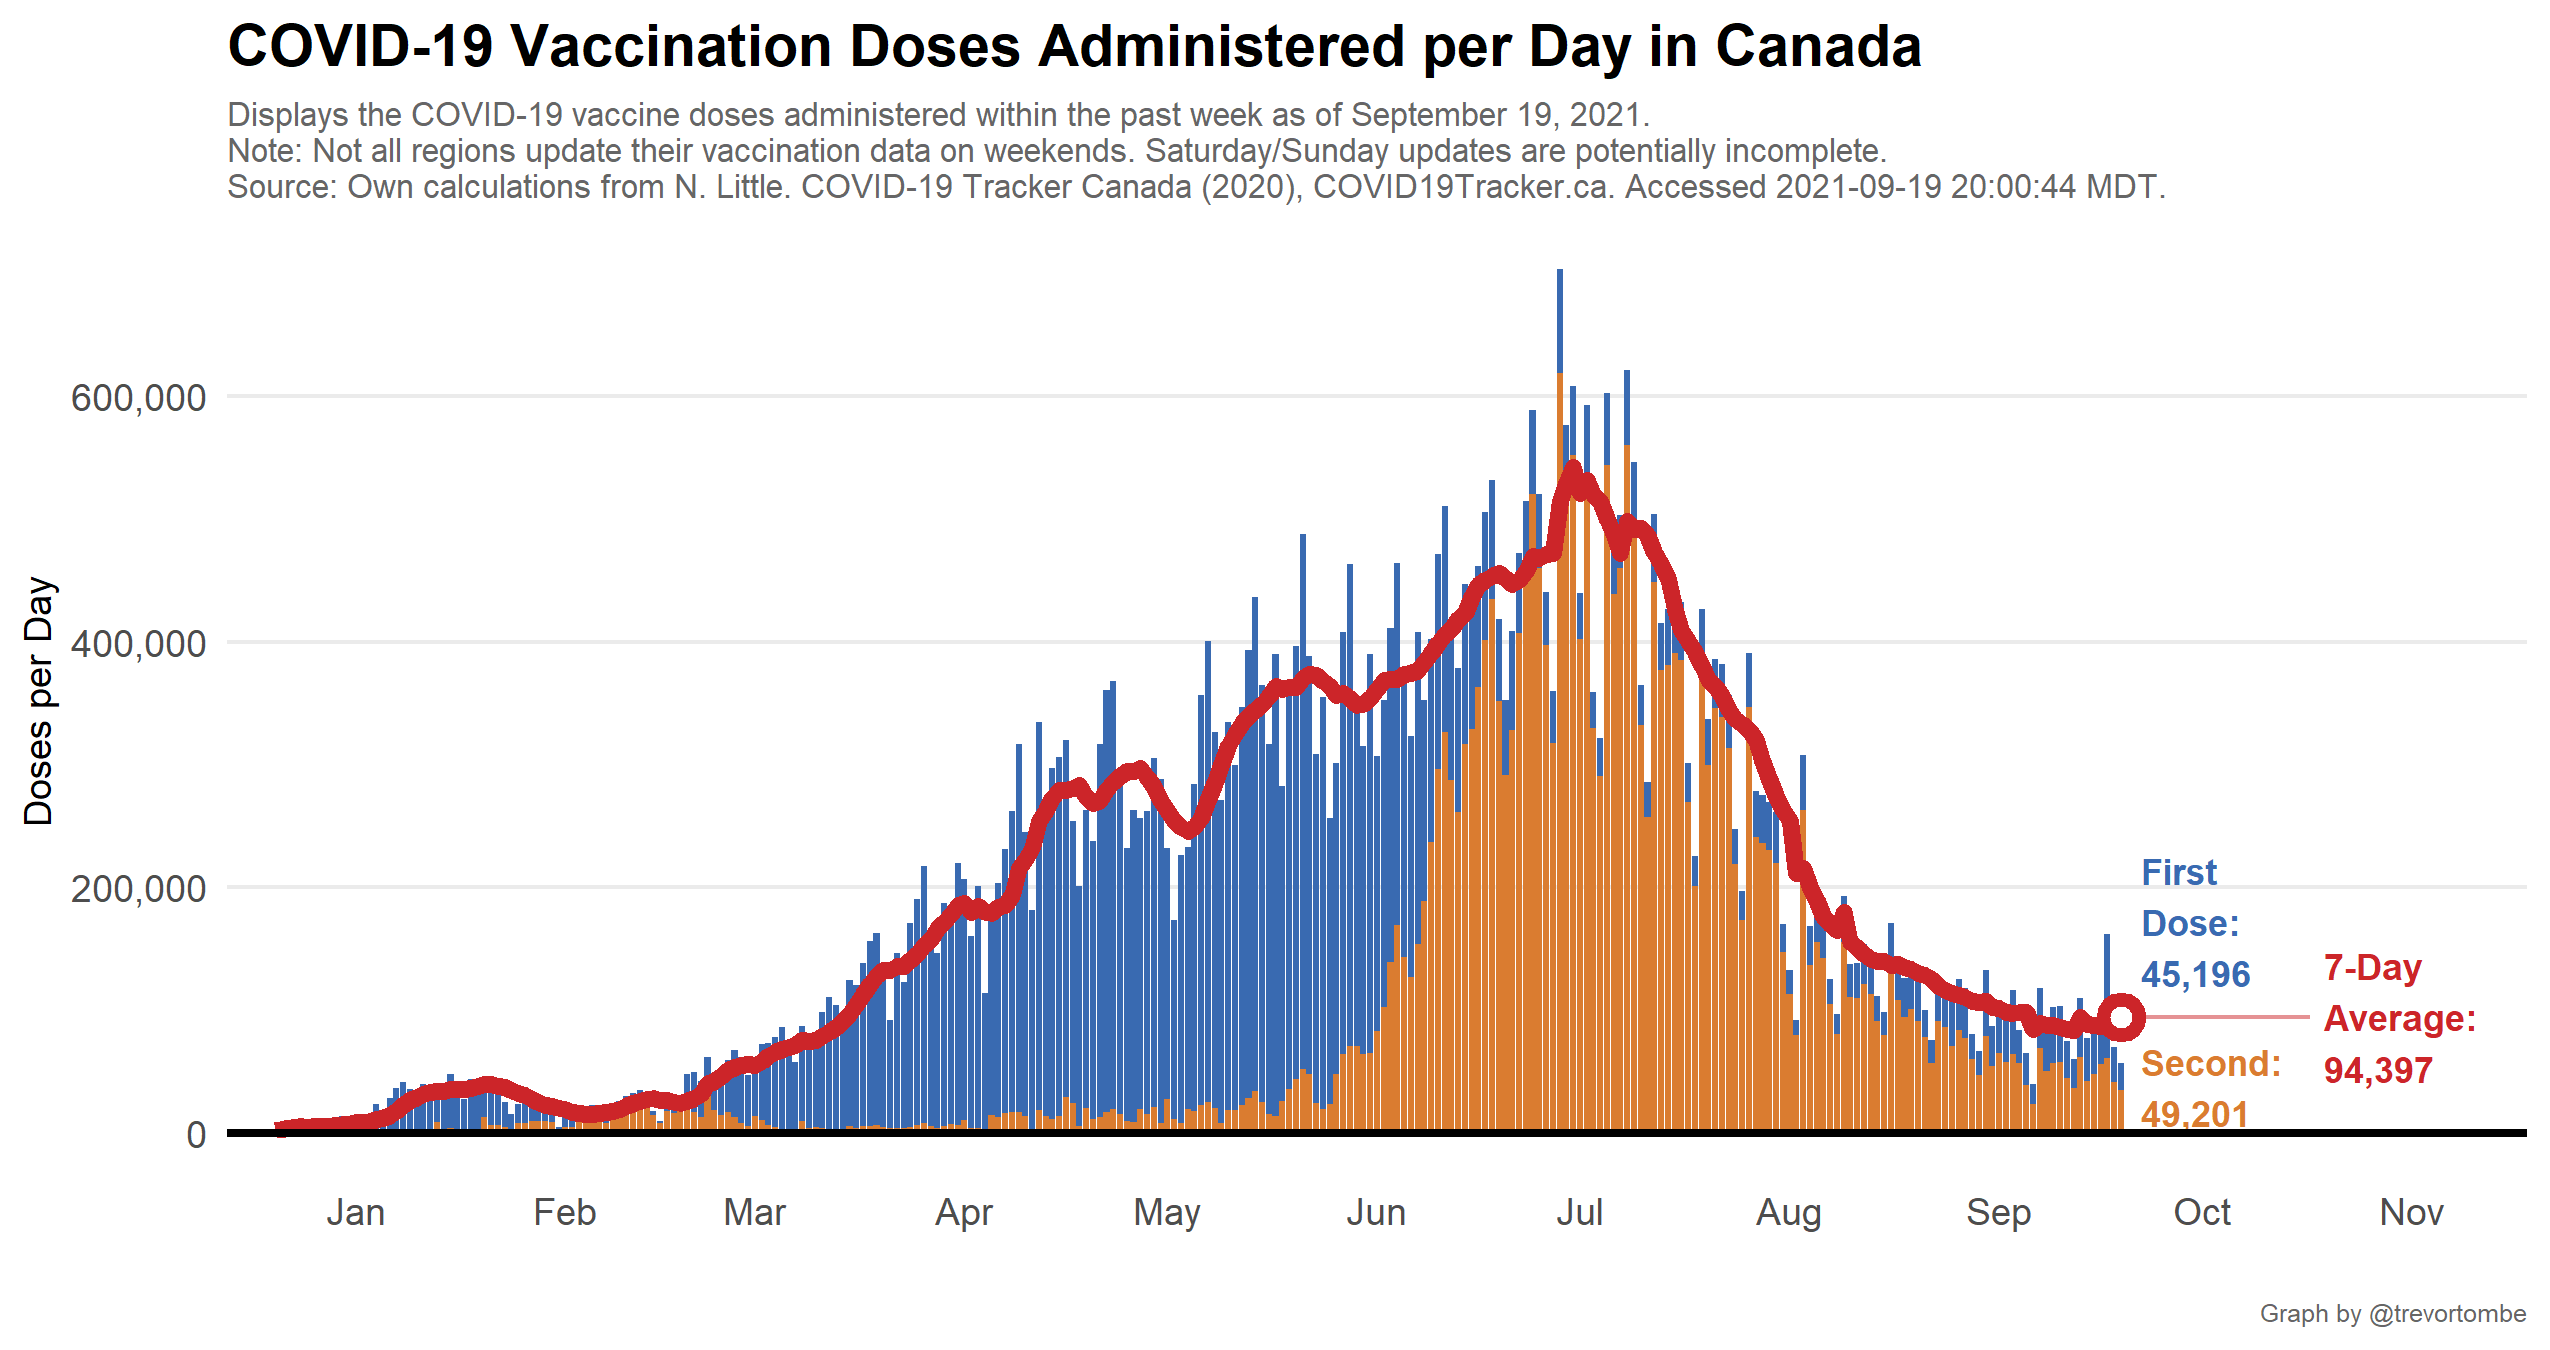 COVID-19 Vaccination Doses Administered per Day in Canada
Displays the COVID-19 vaccine doses administered within the past week as of September 19, 2021.
Note: Not all regions update their vaccination data on weekends. Saturday/Sunday updates are potentially incomplete.
Source: Own calculations from N. Little. COVID-19 Tracker Canada (2020), COVID19Tracker.ca. Accessed 2021-09-19 20:00:44 MDT.
Doses per Day
600,000
400,000
200,000
0
First
Dose:
45,196
Second:
49,201
7-Day
Average:
94,397
Jan Feb Mar Apr May Jun Jul Aug Sep Oct Nov
Graph by @trevortombe